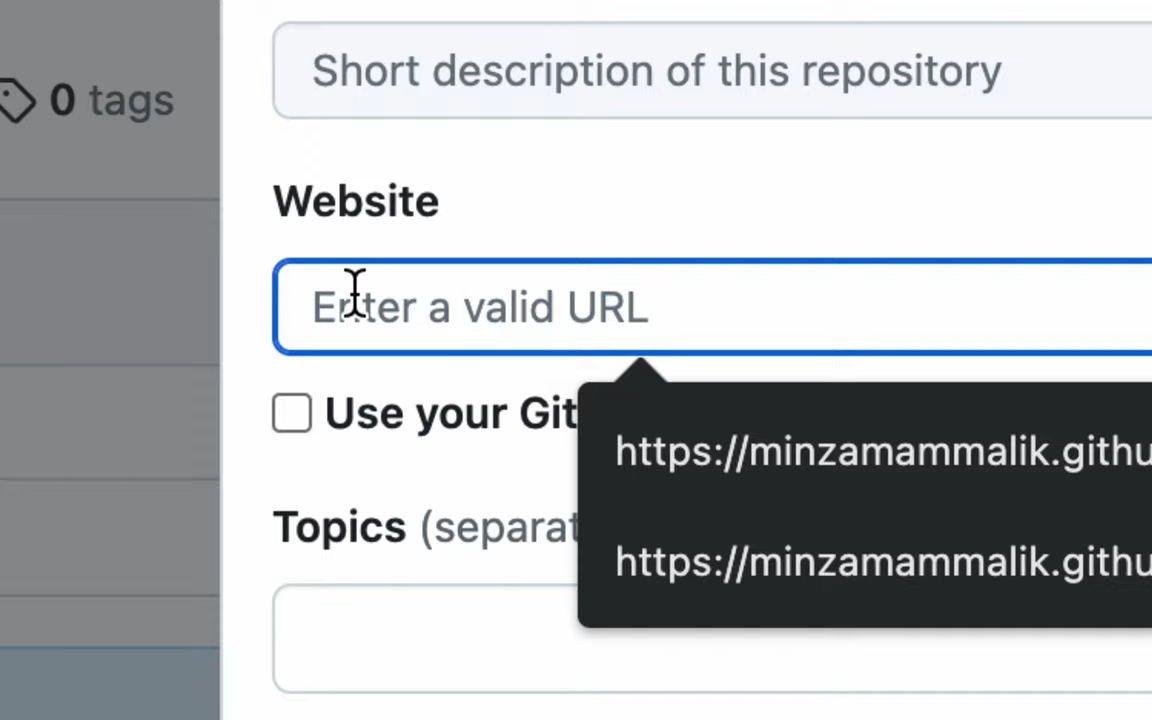 Short description of this repository
0 tags
Website
Enter a valid URL
Use your Git
https://minzamammalik.githu
Topics (separat
https://minzamammalik.githu